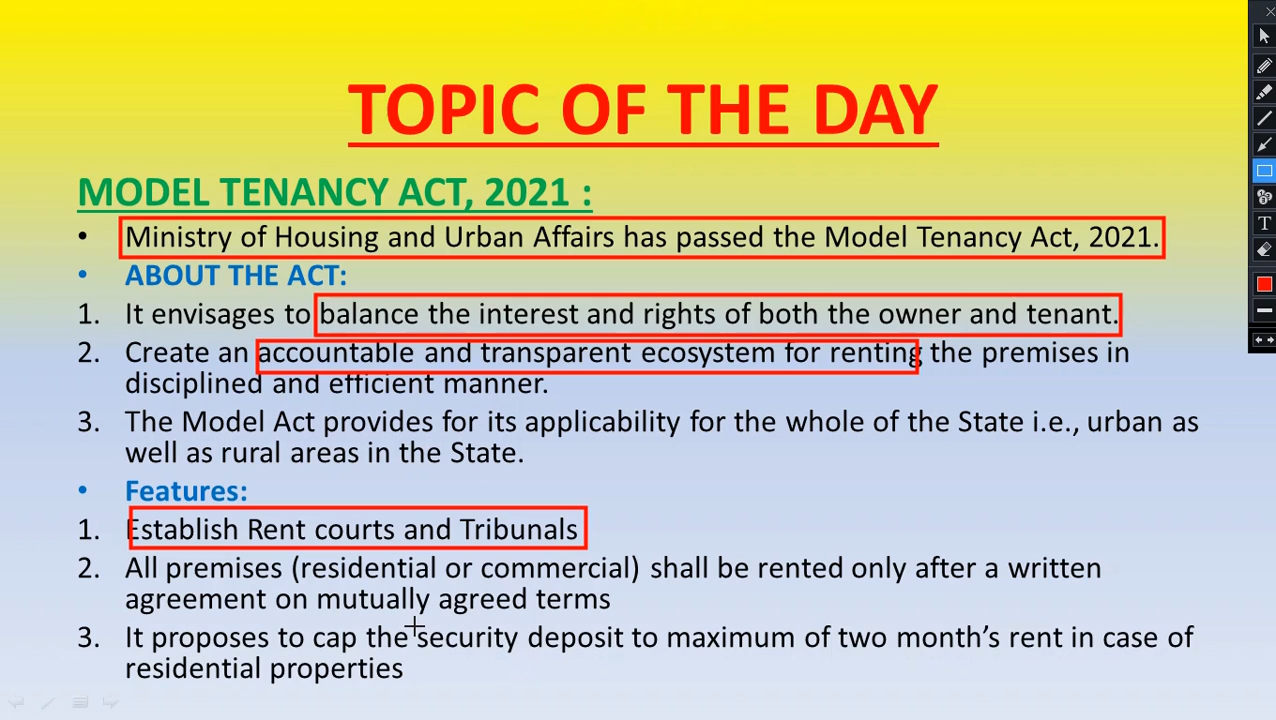 TOPIC OF THE DAY
MODEL TENANCY ACT, 2021 :
• Ministry of Housing and Urban Affairs has passed the Model Tenancy Act, 2021.
• ABOUT THE ACT:
1. It envisages to balance the interest and rights of both the owner and tenant.
2. Create an accountable and transparent ecosystem for renting the premises in
disciplined and efficient manner.
3. The Model Act provides for its applicability for the whole of the State i.e., urban as
well as rural areas in the State.
• Features:
1. Establish Rent courts and Tribunals
2. All premises (residential or commercial) shall be rented only after a written
agreement on mutually agreed terms
3. It proposes to cap the security deposit to maximum of two month’s rent in case of
residential properties